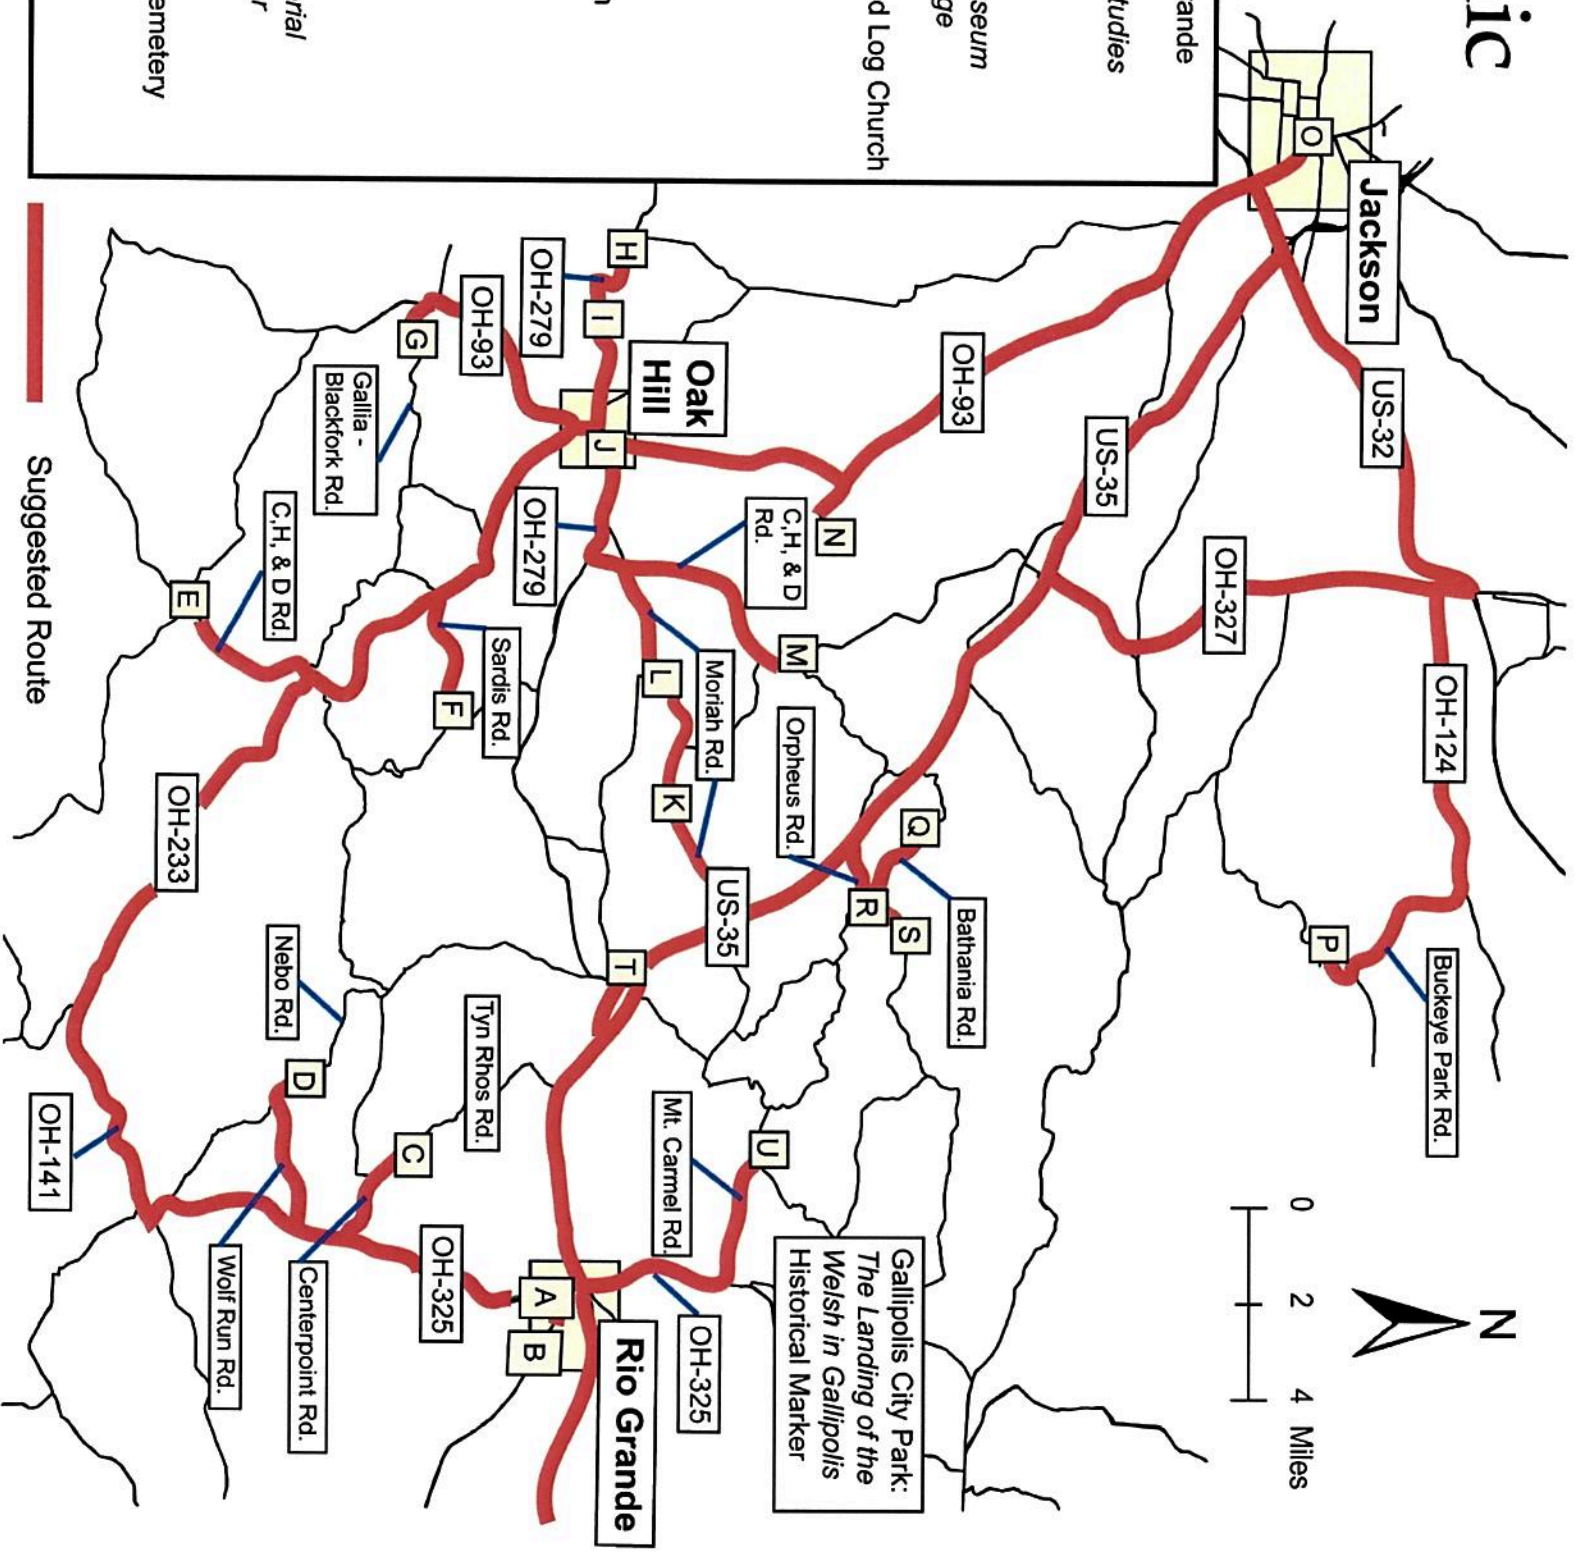 ic
rande
tudies
seum
ge
d Log Church
n
rial
r
emetery
O
Jackson
US-32
OH-93
US-35
OH-327
OH-124
P
Buckeye Park Rd.
0 2 4 Miles
N
H
OH-279
I
Oak
Hill
J
OH-93
G
Gallia -
Blackfork Rd.
C,H, & D
Rd.
N
OH-279
M
Moriah Rd.
L
K
Orpheus Rd.
Q
R
S
Bathania Rd.
US-35
T
C,H, & D Rd.
E
Sardis Rd.
F
OH-233
Nebo Rd.
D
Tyn Rhos Rd.
C
U
Mt. Carmel Rd.
Gallipolis City Park:
The Landing of the
Welsh in Gallipolis
Historical Marker
OH-141
Wolf Run Rd.
Centerpoint Rd.
OH-325
A
B
OH-325
Rio Grande
Suggested Route